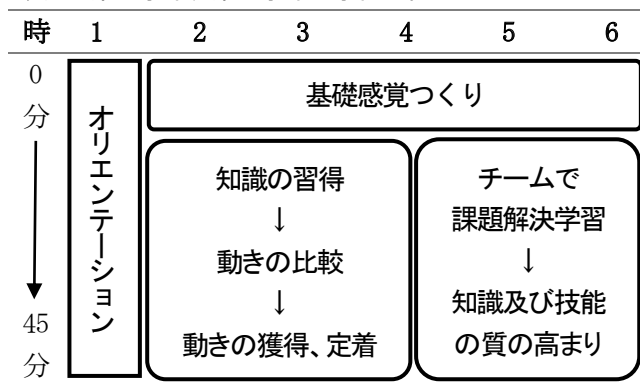 時 1 2 3 4 5 6
0
分
45
分
オリエンテーション
基礎感覚つくり
知識の習得
↓
動きの比較
↓
動きの獲得、定着
チームで
課題解決学習
↓
知識及び技能
の質の高まり